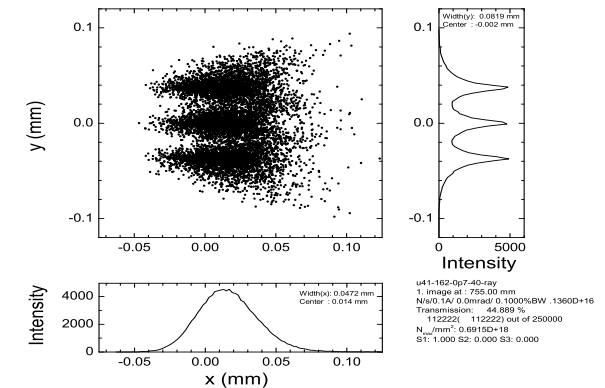 0.1
0.0
-0.1
y (mm)
-0.05
0.00
0.05
0.10
Width(y): 0.0819 mm
Center : -0.002 mm
0.1
0.0
-0.1
0
5000
Intensity
4000
2000
0
Intensity
Width(x): 0.0472 mm
Center : 0.014 mm
-0.05
0.00
0.05
0.10
x (mm)
u41-162-0p7-40-ray
1. image at : 755.00 mm
N/s/0.1A/ 0.0mrad/ 0.1000%BW .1360D+16
Transmission: 44.889 %
112222( 112222) out of 250000
/mm²: 0.6915D+18
S1: 1.000 S2: 0.000 S3: 0.000